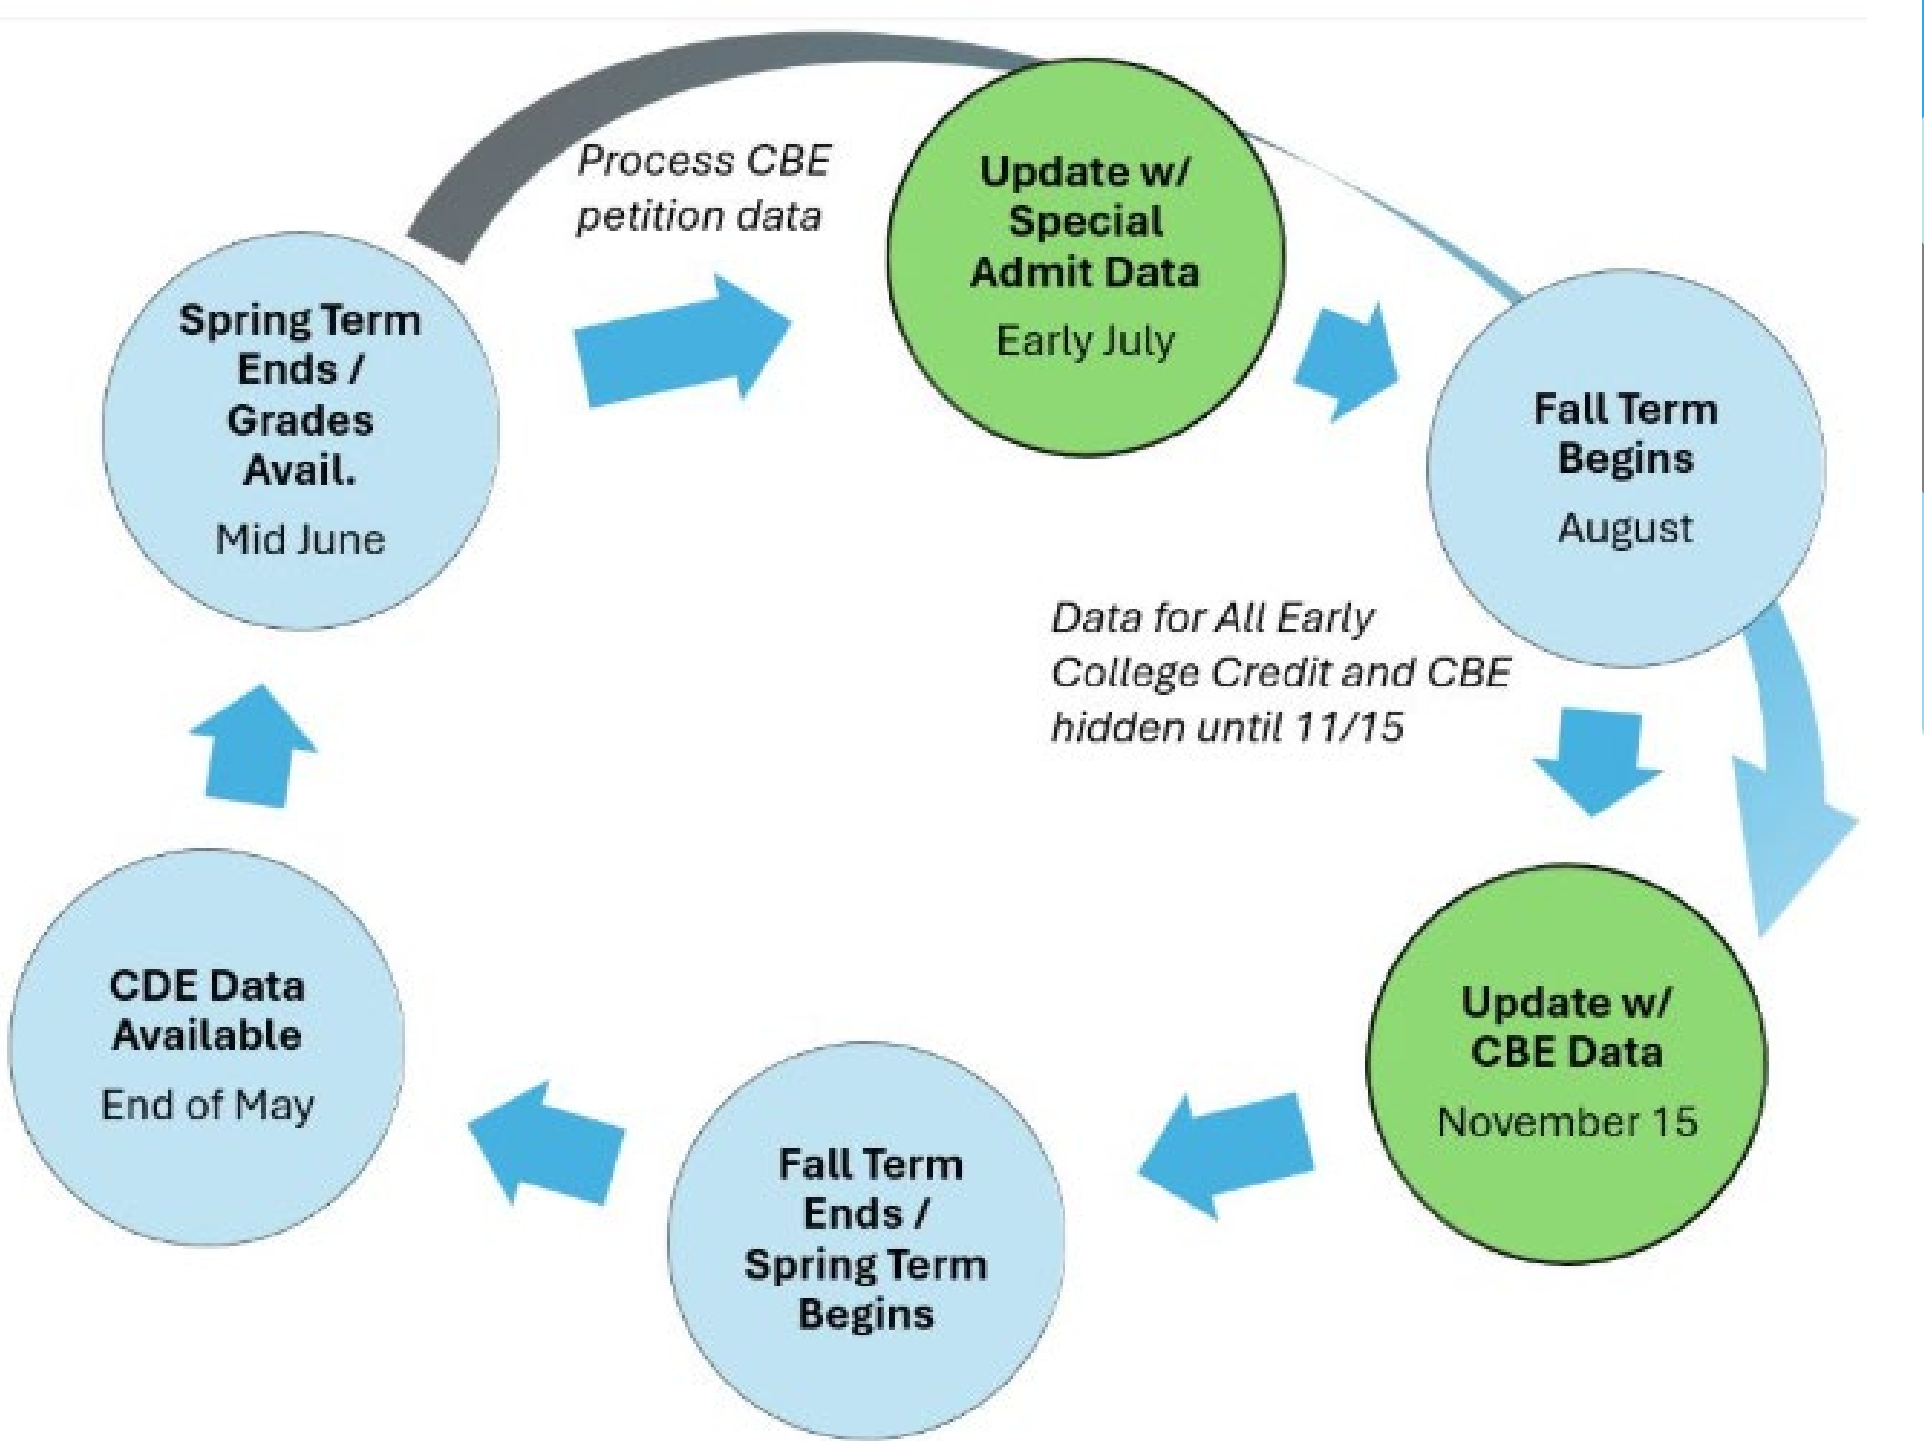 Process CBE
petition data
Update w/
Special
Admit Data
Early July
Spring Term
Ends /
Grades
Avail.
Mid June
Fall Term
Begins
August
Data for All Early
College Credit and CBE
hidden until 11/15
Update w/
CBE Data
November 15
Fall Term
Ends /
Spring Term
Begins
CDE Data
Available
End of May